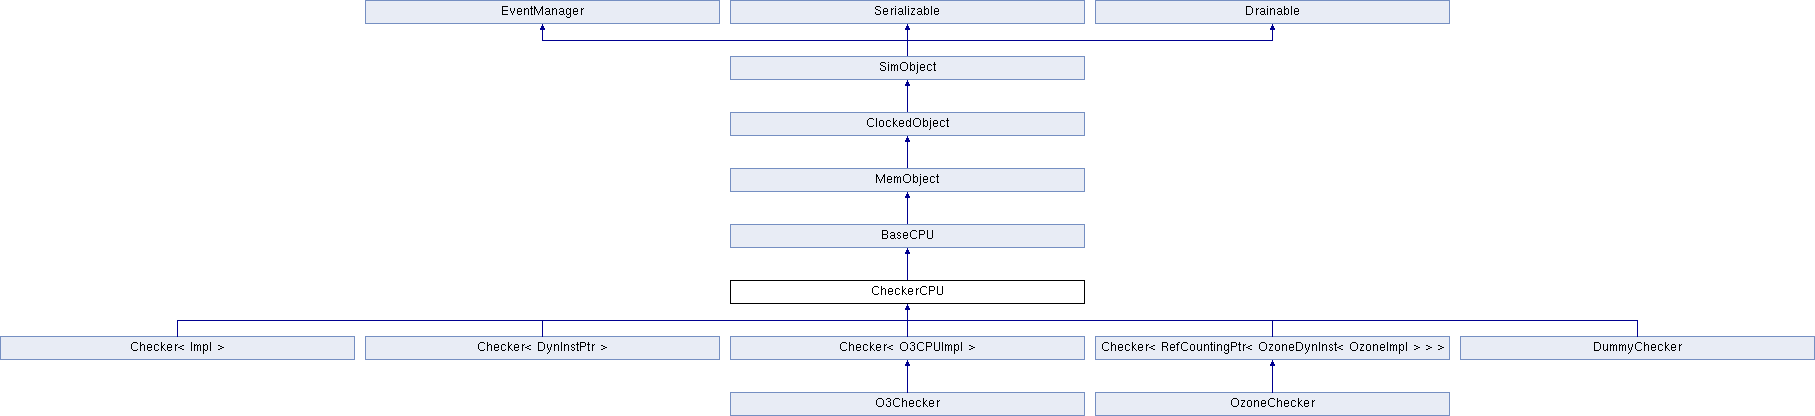 EventManager
Serializable
Drainable
SimObject
ClockedObject
MemObject
BaseCPU
CheckerCPU
Checker< Impl >
Checker< DynInstPtr >
Checker< O3CPUImpl >
Checker< RefCountingPtr< OzoneDynInst< OzoneImpl > > >
DummyChecker
O3Checker
OzoneChecker